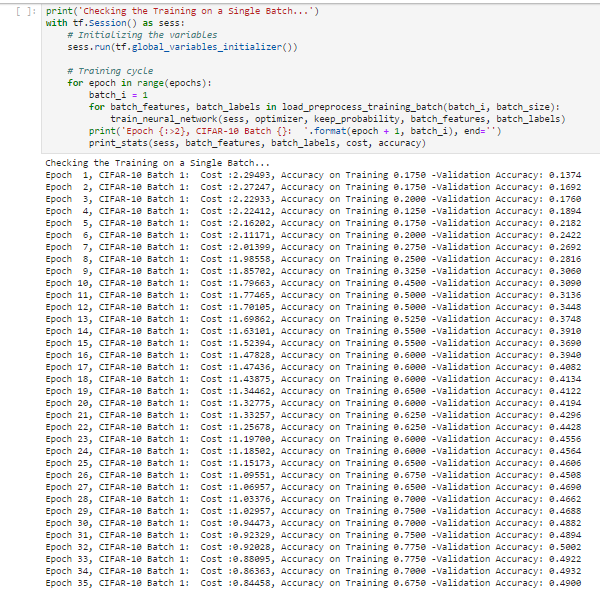 [ ]: print('Checking the Training on a Single Batch...')
with tf.Session() as sess:
# Initializing the variables
sess.run(tf.global_variables_initializer())
# Training cycle
for epoch in range(epochs):
batch_i = 1
for batch_features, batch_labels in load_preprocess_training_batch(batch_i, batch_size):
train_neural_network(sess, optimizer, keep_probability, batch_features, batch_labels)
print('Epoch {:>2}, CIFAR-10 Batch {}:  '.format(epoch + 1, batch_i), end='')
print_stats(sess, batch_features, batch_labels, cost, accuracy)
Checking the Training on a Single Batch...
Epoch  1, CIFAR-10 Batch 1:  Cost :2.29493, Accuracy on Training 0.1750 -Validation Accuracy: 0.1374
Epoch  2, CIFAR-10 Batch 1:  Cost :2.27247, Accuracy on Training 0.1750 -Validation Accuracy: 0.1692
Epoch  3, CIFAR-10 Batch 1:  Cost :2.22933, Accuracy on Training 0.2000 -Validation Accuracy: 0.1760
Epoch  4, CIFAR-10 Batch 1:  Cost :2.22412, Accuracy on Training 0.1250 -Validation Accuracy: 0.1894
Epoch  5, CIFAR-10 Batch 1:  Cost :2.16202, Accuracy on Training 0.1750 -Validation Accuracy: 0.2182
Epoch  6, CIFAR-10 Batch 1:  Cost :2.11171, Accuracy on Training 0.2000 -Validation Accuracy: 0.2422
Epoch  7, CIFAR-10 Batch 1:  Cost :2.01399, Accuracy on Training 0.2750 -Validation Accuracy: 0.2692
Epoch  8, CIFAR-10 Batch 1:  Cost :1.98558, Accuracy on Training 0.2500 -Validation Accuracy: 0.2816
Epoch  9, CIFAR-10 Batch 1:  Cost :1.85702, Accuracy on Training 0.3250 -Validation Accuracy: 0.3060
Epoch 10, CIFAR-10 Batch 1:  Cost :1.79663, Accuracy on Training 0.4500 -Validation Accuracy: 0.3090
Epoch 11, CIFAR-10 Batch 1:  Cost :1.77465, Accuracy on Training 0.5000 -Validation Accuracy: 0.3136
Epoch 12, CIFAR-10 Batch 1:  Cost :1.70105, Accuracy on Training 0.5000 -Validation Accuracy: 0.3448
Epoch 13, CIFAR-10 Batch 1:  Cost :1.69862, Accuracy on Training 0.5250 -Validation Accuracy: 0.3748
Epoch 14, CIFAR-10 Batch 1:  Cost :1.63101, Accuracy on Training 0.5500 -Validation Accuracy: 0.3910
Epoch 15, CIFAR-10 Batch 1:  Cost :1.52394, Accuracy on Training 0.5500 -Validation Accuracy: 0.3690
Epoch 16, CIFAR-10 Batch 1:  Cost :1.47828, Accuracy on Training 0.6000 -Validation Accuracy: 0.3940
Epoch 17, CIFAR-10 Batch 1:  Cost :1.47436, Accuracy on Training 0.6000 -Validation Accuracy: 0.4082
Epoch 18, CIFAR-10 Batch 1:  Cost :1.43875, Accuracy on Training 0.6000 -Validation Accuracy: 0.4134
Epoch 19, CIFAR-10 Batch 1:  Cost :1.34462, Accuracy on Training 0.6500 -Validation Accuracy: 0.4122
Epoch 20, CIFAR-10 Batch 1:  Cost :1.32775, Accuracy on Training 0.6000 -Validation Accuracy: 0.4194
Epoch 21, CIFAR-10 Batch 1:  Cost :1.33257, Accuracy on Training 0.6250 -Validation Accuracy: 0.4296
Epoch 22, CIFAR-10 Batch 1:  Cost :1.25678, Accuracy on Training 0.6250 -Validation Accuracy: 0.4428
Epoch 23, CIFAR-10 Batch 1:  Cost :1.19700, Accuracy on Training 0.6000 -Validation Accuracy: 0.4556
Epoch 24, CIFAR-10 Batch 1:  Cost :1.18502, Accuracy on Training 0.6000 -Validation Accuracy: 0.4564
Epoch 25, CIFAR-10 Batch 1:  Cost :1.15173, Accuracy on Training 0.6500 -Validation Accuracy: 0.4606
Epoch 26, CIFAR-10 Batch 1:  Cost :1.09551, Accuracy on Training 0.6750 -Validation Accuracy: 0.4508
Epoch 27, CIFAR-10 Batch 1:  Cost :1.06957, Accuracy on Training 0.6500 -Validation Accuracy: 0.4690
Epoch 28, CIFAR-10 Batch 1:  Cost :1.03376, Accuracy on Training 0.7000 -Validation Accuracy: 0.4662
Epoch 29, CIFAR-10 Batch 1:  Cost :1.02957, Accuracy on Training 0.7500 -Validation Accuracy: 0.4688
Epoch 30, CIFAR-10 Batch 1:  Cost :0.94473, Accuracy on Training 0.7000 -Validation Accuracy: 0.4882
Epoch 31, CIFAR-10 Batch 1:  Cost :0.92329, Accuracy on Training 0.7500 -Validation Accuracy: 0.4894
Epoch 32, CIFAR-10 Batch 1:  Cost :0.92028, Accuracy on Training 0.7750 -Validation Accuracy: 0.5002
Epoch 33, CIFAR-10 Batch 1:  Cost :0.88095, Accuracy on Training 0.7750 -Validation Accuracy: 0.4922
Epoch 34, CIFAR-10 Batch 1:  Cost :0.86363, Accuracy on Training 0.7000 -Validation Accuracy: 0.4932
Epoch 35, CIFAR-10 Batch 1:  Cost :0.84458, Accuracy on Training 0.6750 -Validation Accuracy: 0.4900